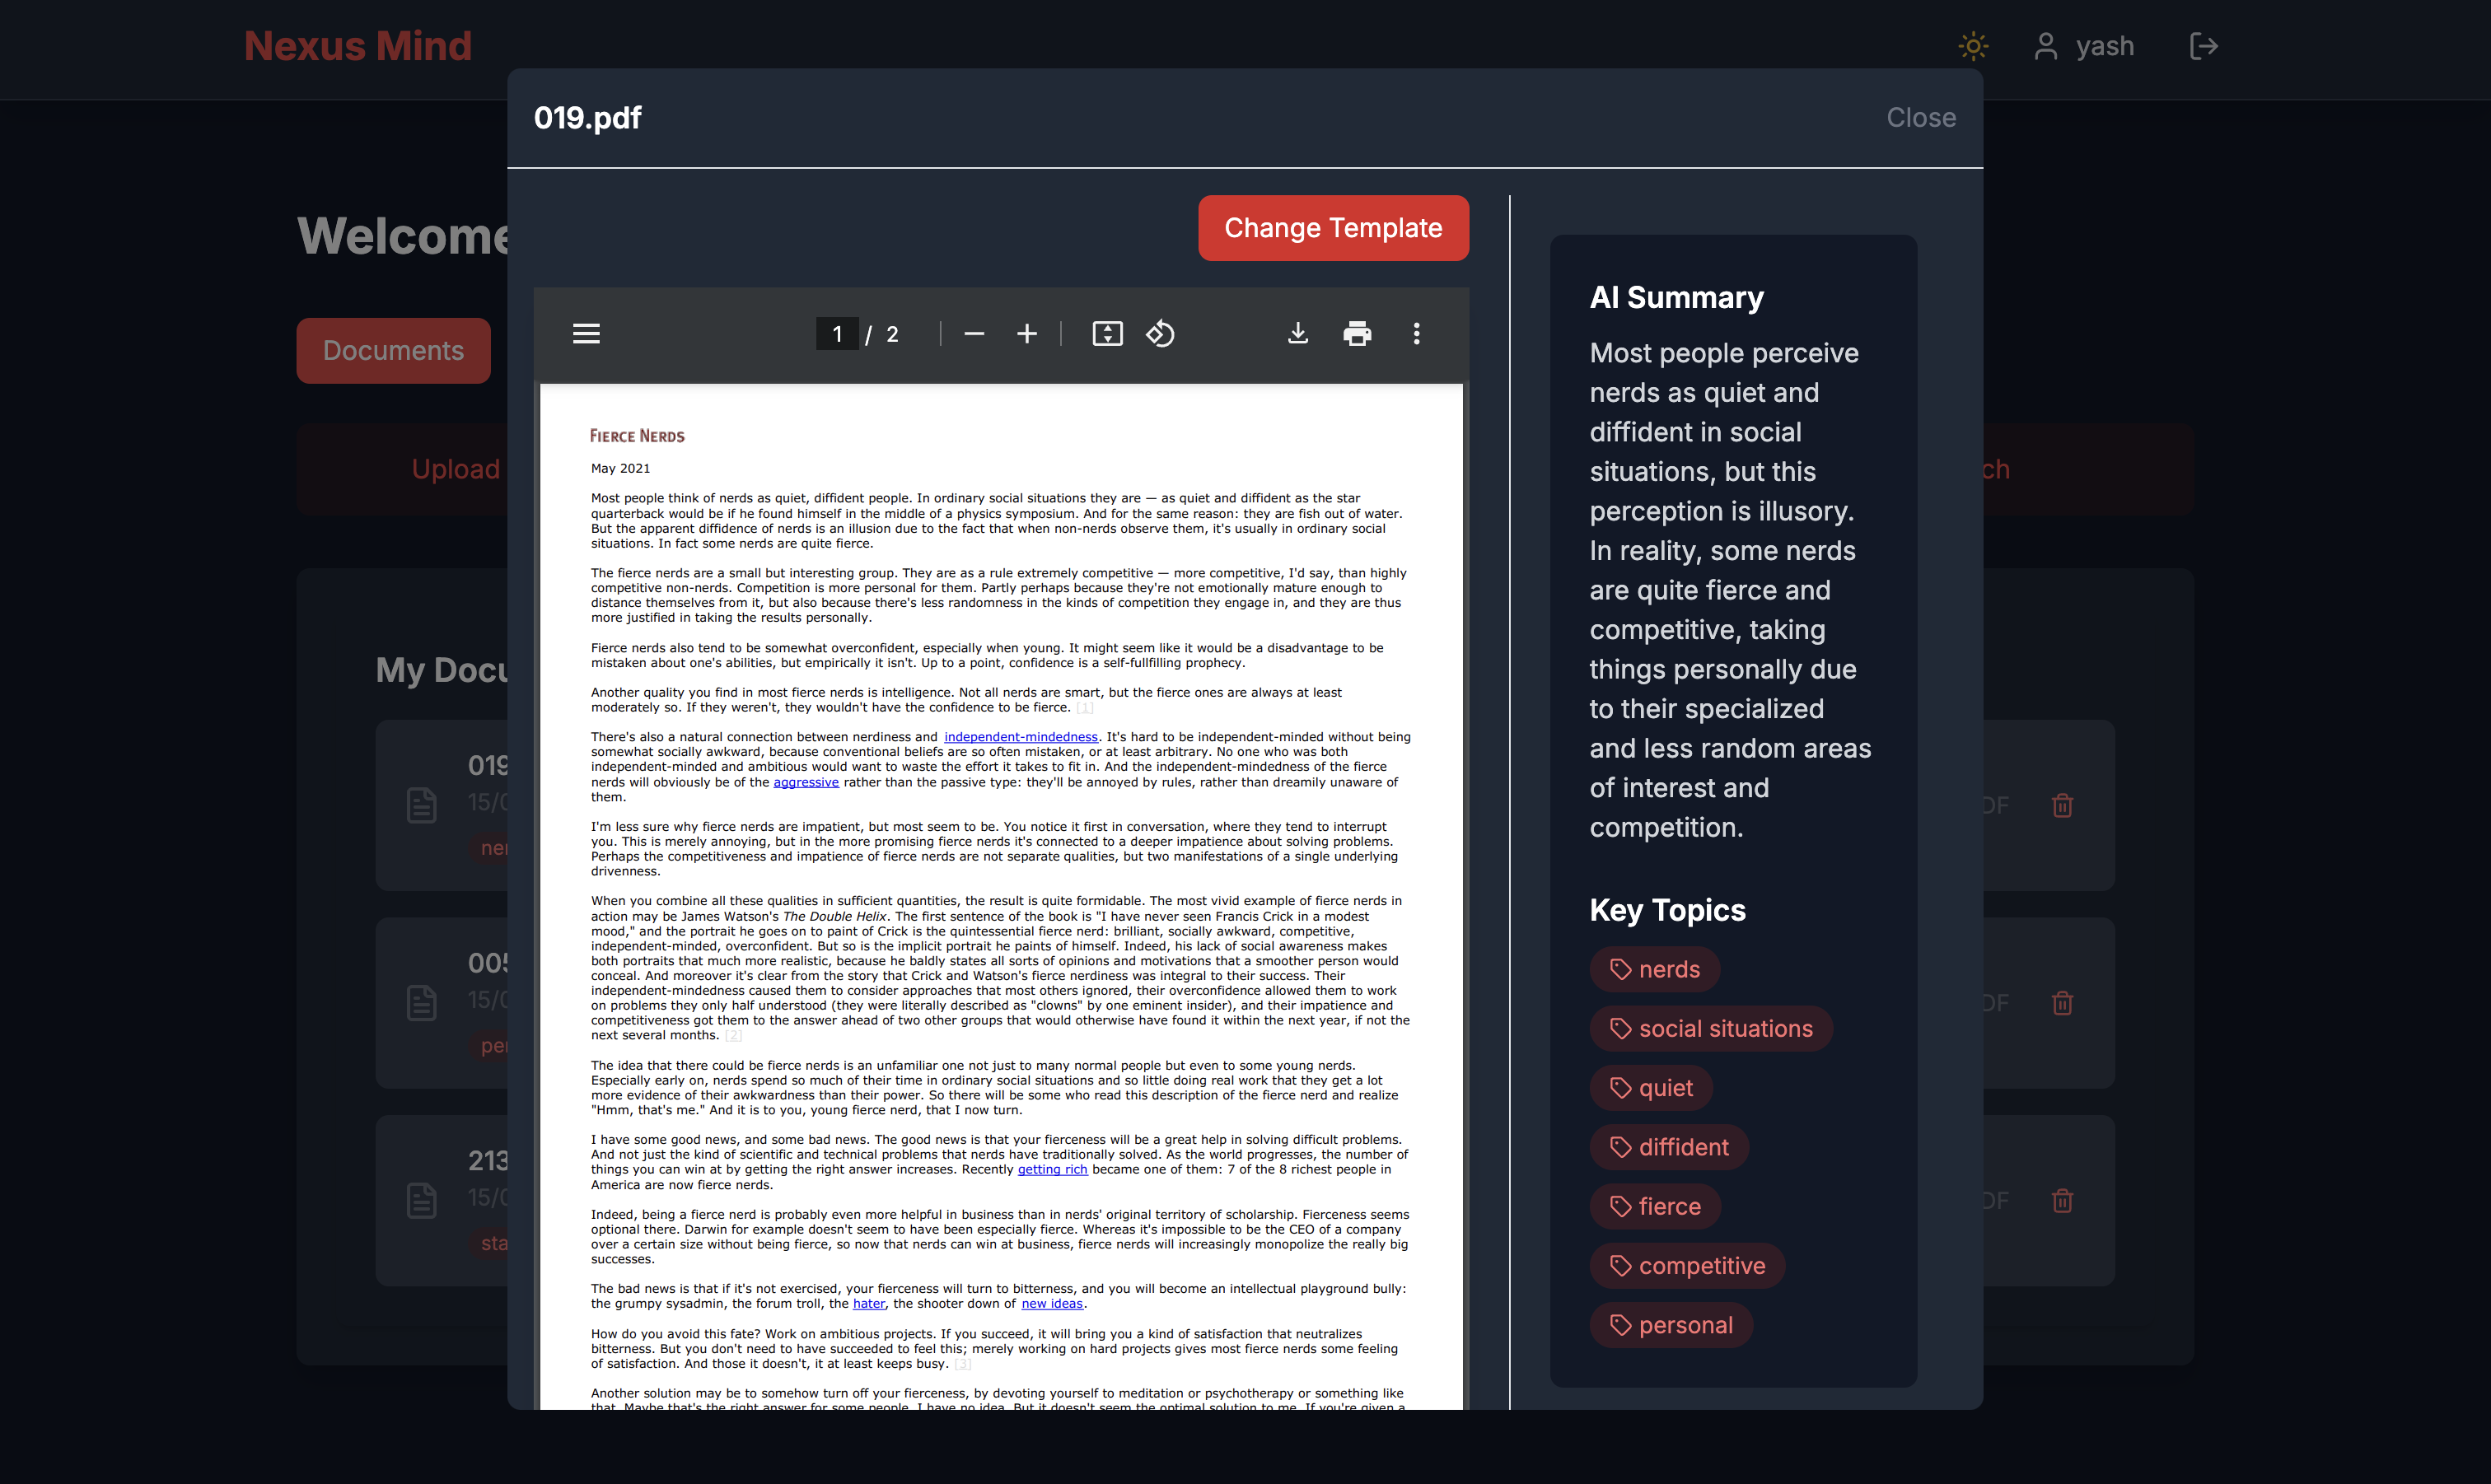 Nexus Mind
yash
019.pdf
Close
Welcome
Change Template
Documents
Upload
ch
My Docu
019
15/0
ner
DF
005
15/0
per
DF
213
15/0
sta
DF
1 / 2
Fierce Nerds
May 2021
Most people think of nerds as quiet, diffident people. In ordinary social situations they are — as quiet and diffident as the star
quarterback would be if he found himself in the middle of a physics symposium. And for the same reason: they are fish out of water.
But the apparent diffidence of nerds is an illusion due to the fact that when non-nerds observe them, it's usually in ordinary social
situations. In fact some nerds are quite fierce.
The fierce nerds are a small but interesting group. They are as a rule extremely competitive — more competitive, I'd say, than highly
competitive non-nerds. Competition is more personal for them. Partly perhaps because they're not emotionally mature enough to
distance themselves from it, but also because there's less randomness in the kinds of competition they engage in, and they are thus
more justified in taking the results personally.
Fierce nerds also tend to be somewhat overconfident, especially when young. It might seem like it would be a disadvantage to be
mistaken about one's abilities, but empirically it isn't. Up to a point, confidence is a self-fullfilling prophecy.
Another quality you find in most fierce nerds is intelligence. Not all nerds are smart, but the fierce ones are always at least
moderately so. If they weren't, they wouldn't have the confidence to be fierce. [1]
There's also a natural connection between nerdiness and independent-mindedness. It's hard to be independent-minded without being
somewhat socially awkward, because conventional beliefs are so often mistaken, or at least arbitrary. No one who was both
independent-minded and ambitious would want to waste the effort it takes to fit in. And the independent-mindedness of the fierce
nerds will obviously be of the aggressive rather than the passive type: they'll be annoyed by rules, rather than dreamily unaware of
them.
I'm less sure why fierce nerds are impatient, but most seem to be. You notice it first in conversation, where they tend to interrupt
you. This is merely annoying, but in the more promising fierce nerds it's connected to a deeper impatience about solving problems.
Perhaps the competitiveness and impatience of fierce nerds are not separate qualities, but two manifestations of a single underlying
drivenness.
When you combine all these qualities in sufficient quantities, the result is quite formidable. The most vivid example of fierce nerds in
action may be James Watson's The Double Helix. The first sentence of the book is "I have never seen Francis Crick in a modest
mood," and the portrait he goes on to paint of Crick is the quintessential fierce nerd: brilliant, socially awkward, competitive,
independent-minded, overconfident. But so is the implicit portrait he paints of himself. Indeed, his lack of social awareness makes
both portraits that much more realistic, because he baldly states all sorts of opinions and motivations that a smoother person would
conceal. And moreover it's clear from the story that Crick and Watson's fierce nerdiness was integral to their success. Their
independent-mindedness caused them to consider approaches that most others ignored, their overconfidence allowed them to work
on problems they only half understood (they were literally described as "clowns" by one eminent insider), and their impatience and
competitiveness got them to the answer ahead of two other groups that would otherwise have found it within the next year, if not the
next several months. [2]
The idea that there could be fierce nerds is an unfamiliar one not just to many normal people but even to some young nerds.
Especially early on, nerds spend so much of their time in ordinary social situations and so little doing real work that they get a lot
more evidence of their awkwardness than their power. So there will be some who read this description of the fierce nerd and realize
"Hmm, that's me." And it is to you, young fierce nerd, that I now turn.
I have some good news, and some bad news. The good news is that your fierceness will be a great help in solving difficult problems.
And not just the kind of scientific and technical problems that nerds have traditionally solved. As the world progresses, the number of
things you can win at by getting the right answer increases. Recently getting rich became one of them: 7 of the 8 richest people in
America are now fierce nerds.
Indeed, being a fierce nerd is probably even more helpful in business than in nerds' original territory of scholarship. Fierceness seems
optional there. Darwin for example doesn't seem to have been especially fierce. Whereas it's impossible to be the CEO of a company
over a certain size without being fierce, so now that nerds can win at business, fierce nerds will increasingly monopolize the really big
successes.
The bad news is that if it's not exercised, your fierceness will turn to bitterness, and you will become an intellectual playground bully:
the grumpy sysadmin, the forum troll, the hater, the shooter down of new ideas.
How do you avoid this fate? Work on ambitious projects. If you succeed, it will bring you a kind of satisfaction that neutralizes
bitterness. But you don't need to have succeeded to feel this; merely working on hard projects gives most fierce nerds some feeling
of satisfaction. And those it doesn't, it at least keeps busy. [3]
Another solution may be to somehow turn off your fierceness, by devoting yourself to meditation or psychotherapy or something like
that. Maybe that's the right answer for some people. I have no idea. But it doesn't seem the optimal solution to me. If you're given a
AI Summary
Most people perceive
nerds as quiet and
diffident in social
situations, but this
perception is illusory.
In reality, some nerds
are quite fierce and
competitive, taking
things personally due
to their specialized
and less random areas
of interest and
competition.
Key Topics
nerds
social situations
quiet
diffident
fierce
competitive
personal